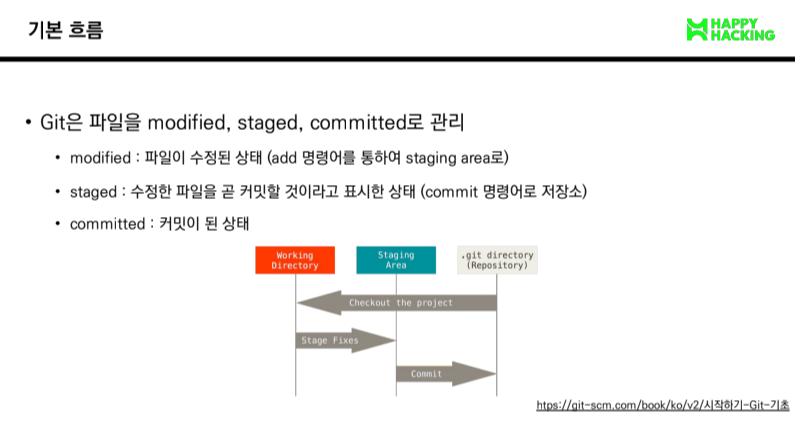 기본 흐름
HAPPY
HACKING
• Git은 파일을 modified, staged, committed로 관리
• modified : 파일이 수정된 상태 (add 명령어를 통하여 staging area로)
• staged : 수정한 파일을 곧 커밋할 것이라고 표시한 상태 (commit 명령어로 저장소)
• committed : 커밋이 된 상태
Working
Directory
Staging
Area
.git directory
(Repository)
Checkout the project
Stage Fixes
Commit
htps://git-scm.com/book/ko/v2/시작하기-Git-기초